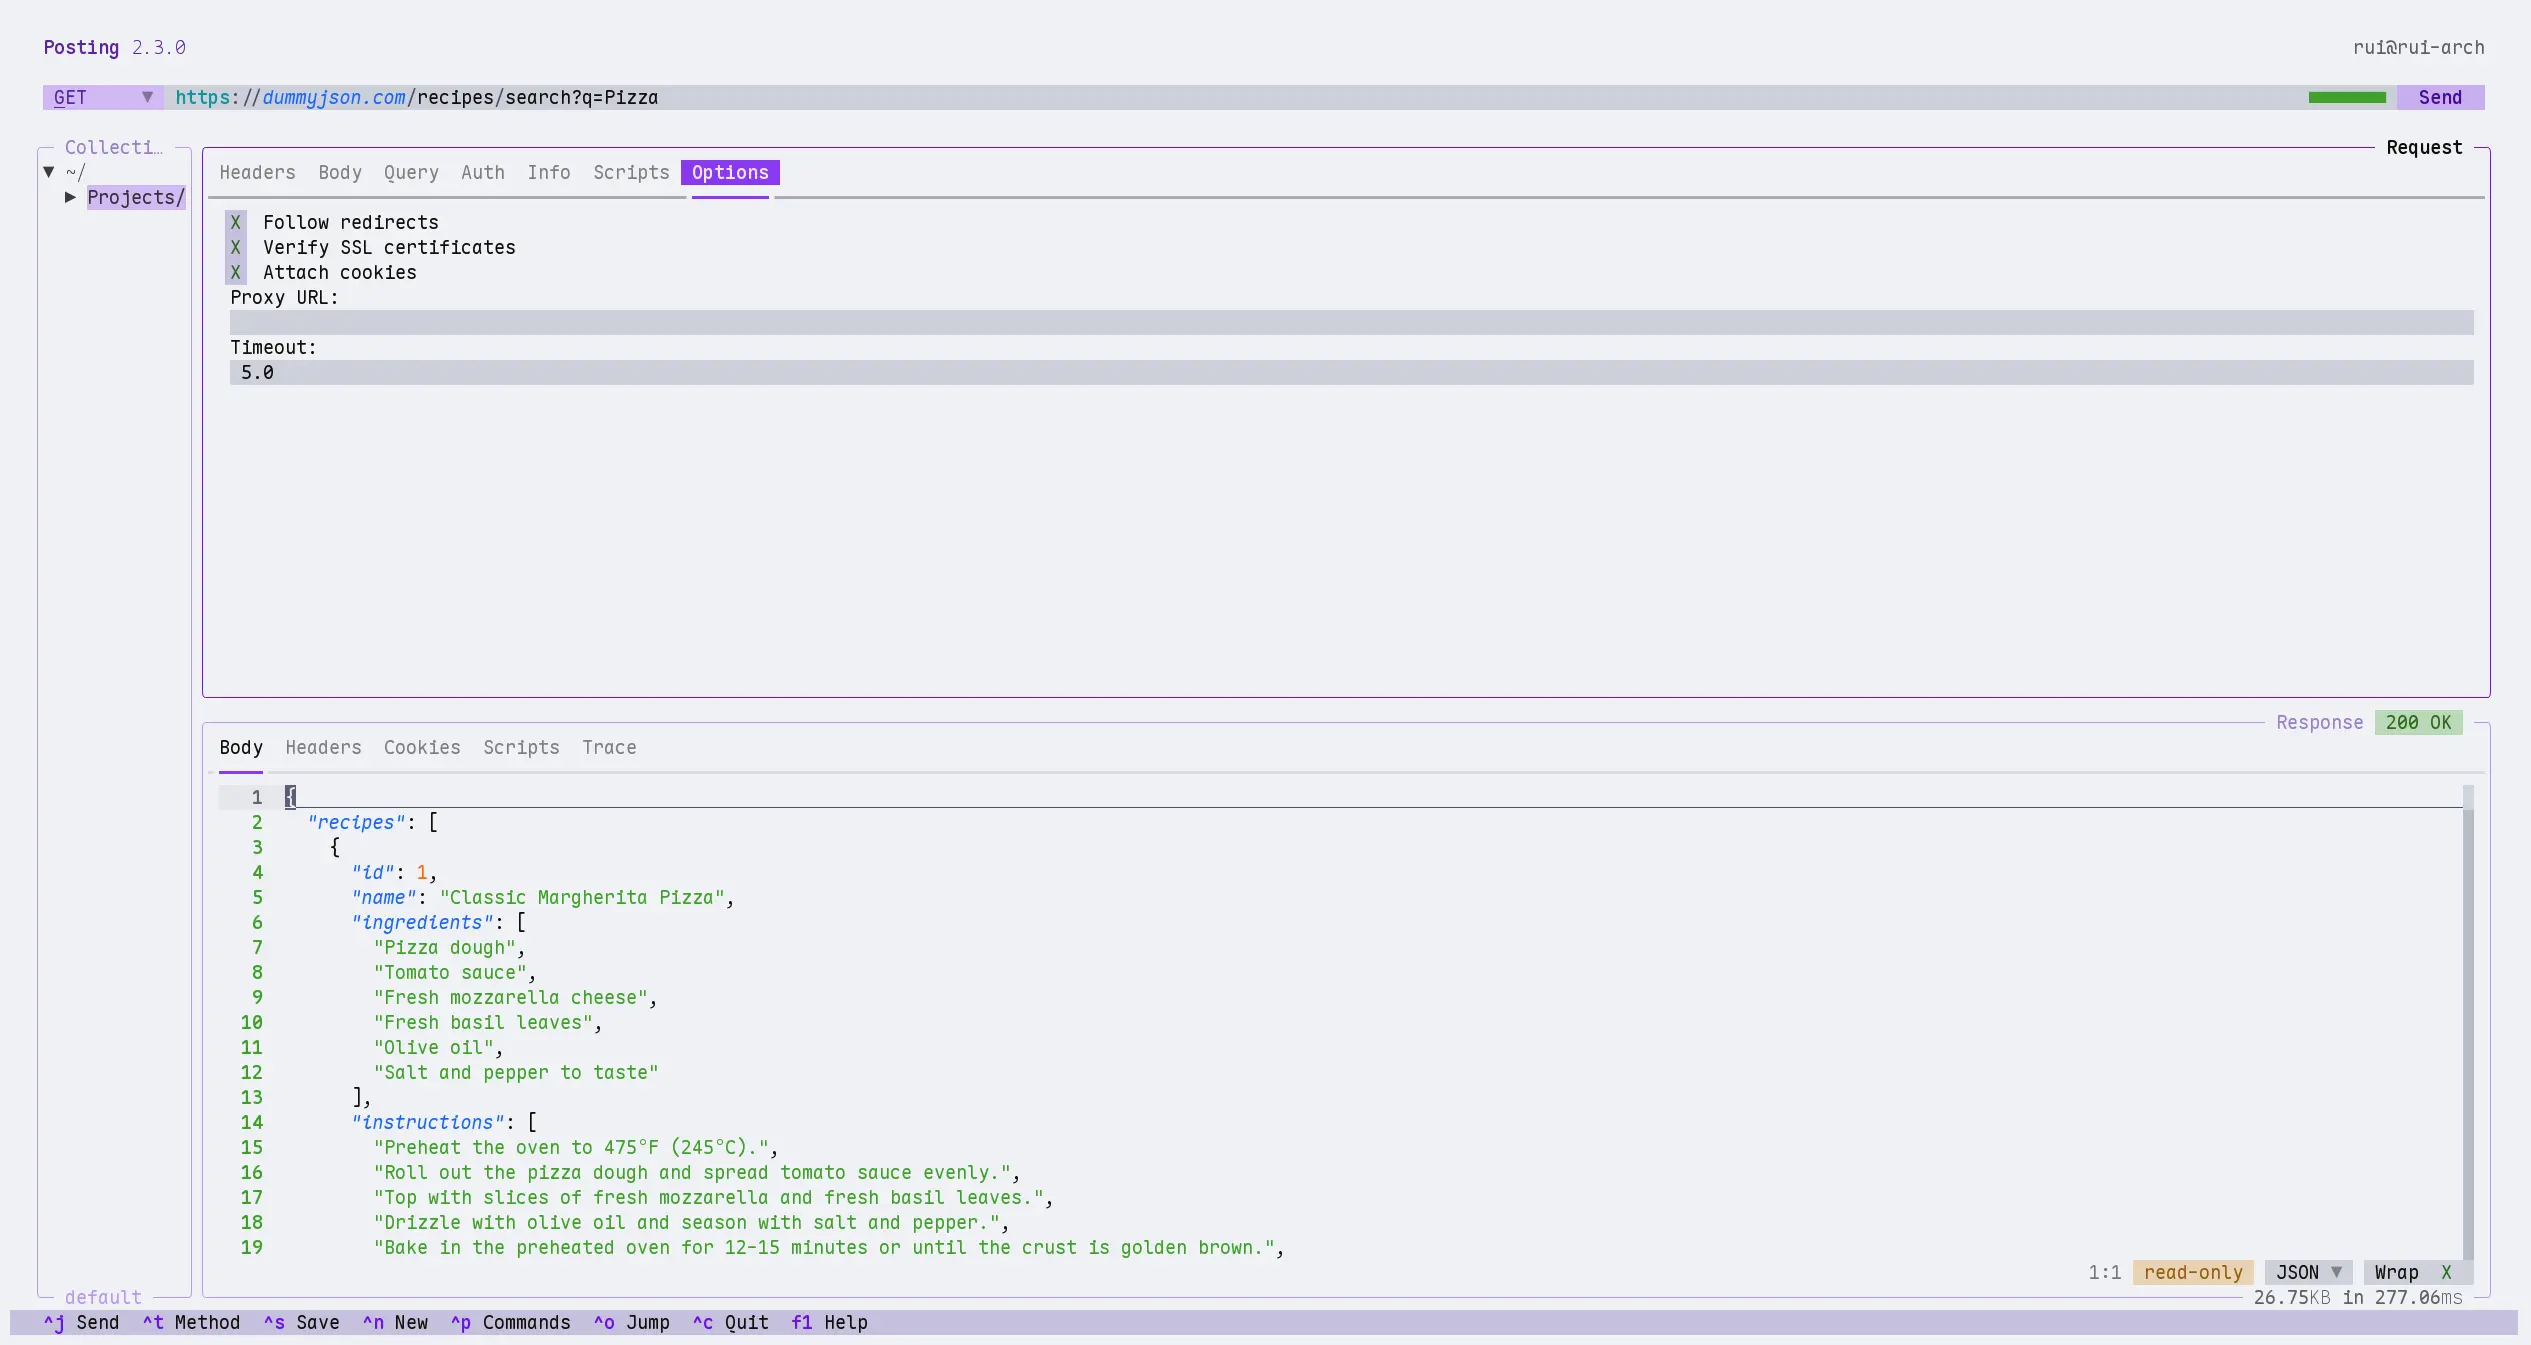 Posting 2.3.0
rui@rui-arch
GET ▼ https://dummyjson.com/recipes/search?q=Pizza
Send
Collecti…
▼ ~/
▶ Projects/
default
Request
Headers Body Query Auth Info Scripts Options
X Follow redirects
X Verify SSL certificates
X Attach cookies
Proxy URL:
Timeout:
5.0
Response 200 OK
Body Headers Cookies Scripts Trace
1 {
2 "recipes": [
3 {
4 "id": 1,
5 "name": "Classic Margherita Pizza",
6 "ingredients": [
7 "Pizza dough",
8 "Tomato sauce",
9 "Fresh mozzarella cheese",
10 "Fresh basil leaves",
11 "Olive oil",
12 "Salt and pepper to taste"
13 ],
14 "instructions": [
15 "Preheat the oven to 475°F (245°C).",
16 "Roll out the pizza dough and spread tomato sauce evenly.",
17 "Top with slices of fresh mozzarella and fresh basil leaves.",
18 "Drizzle with olive oil and season with salt and pepper.",
19 "Bake in the preheated oven for 12-15 minutes or until the crust is golden brown.",
1:1 read-only JSON ▼ Wrap X
26.75KB in 277.06ms
^j Send ^t Method ^s Save ^n New ^p Commands ^o Jump ^c Quit f1 Help